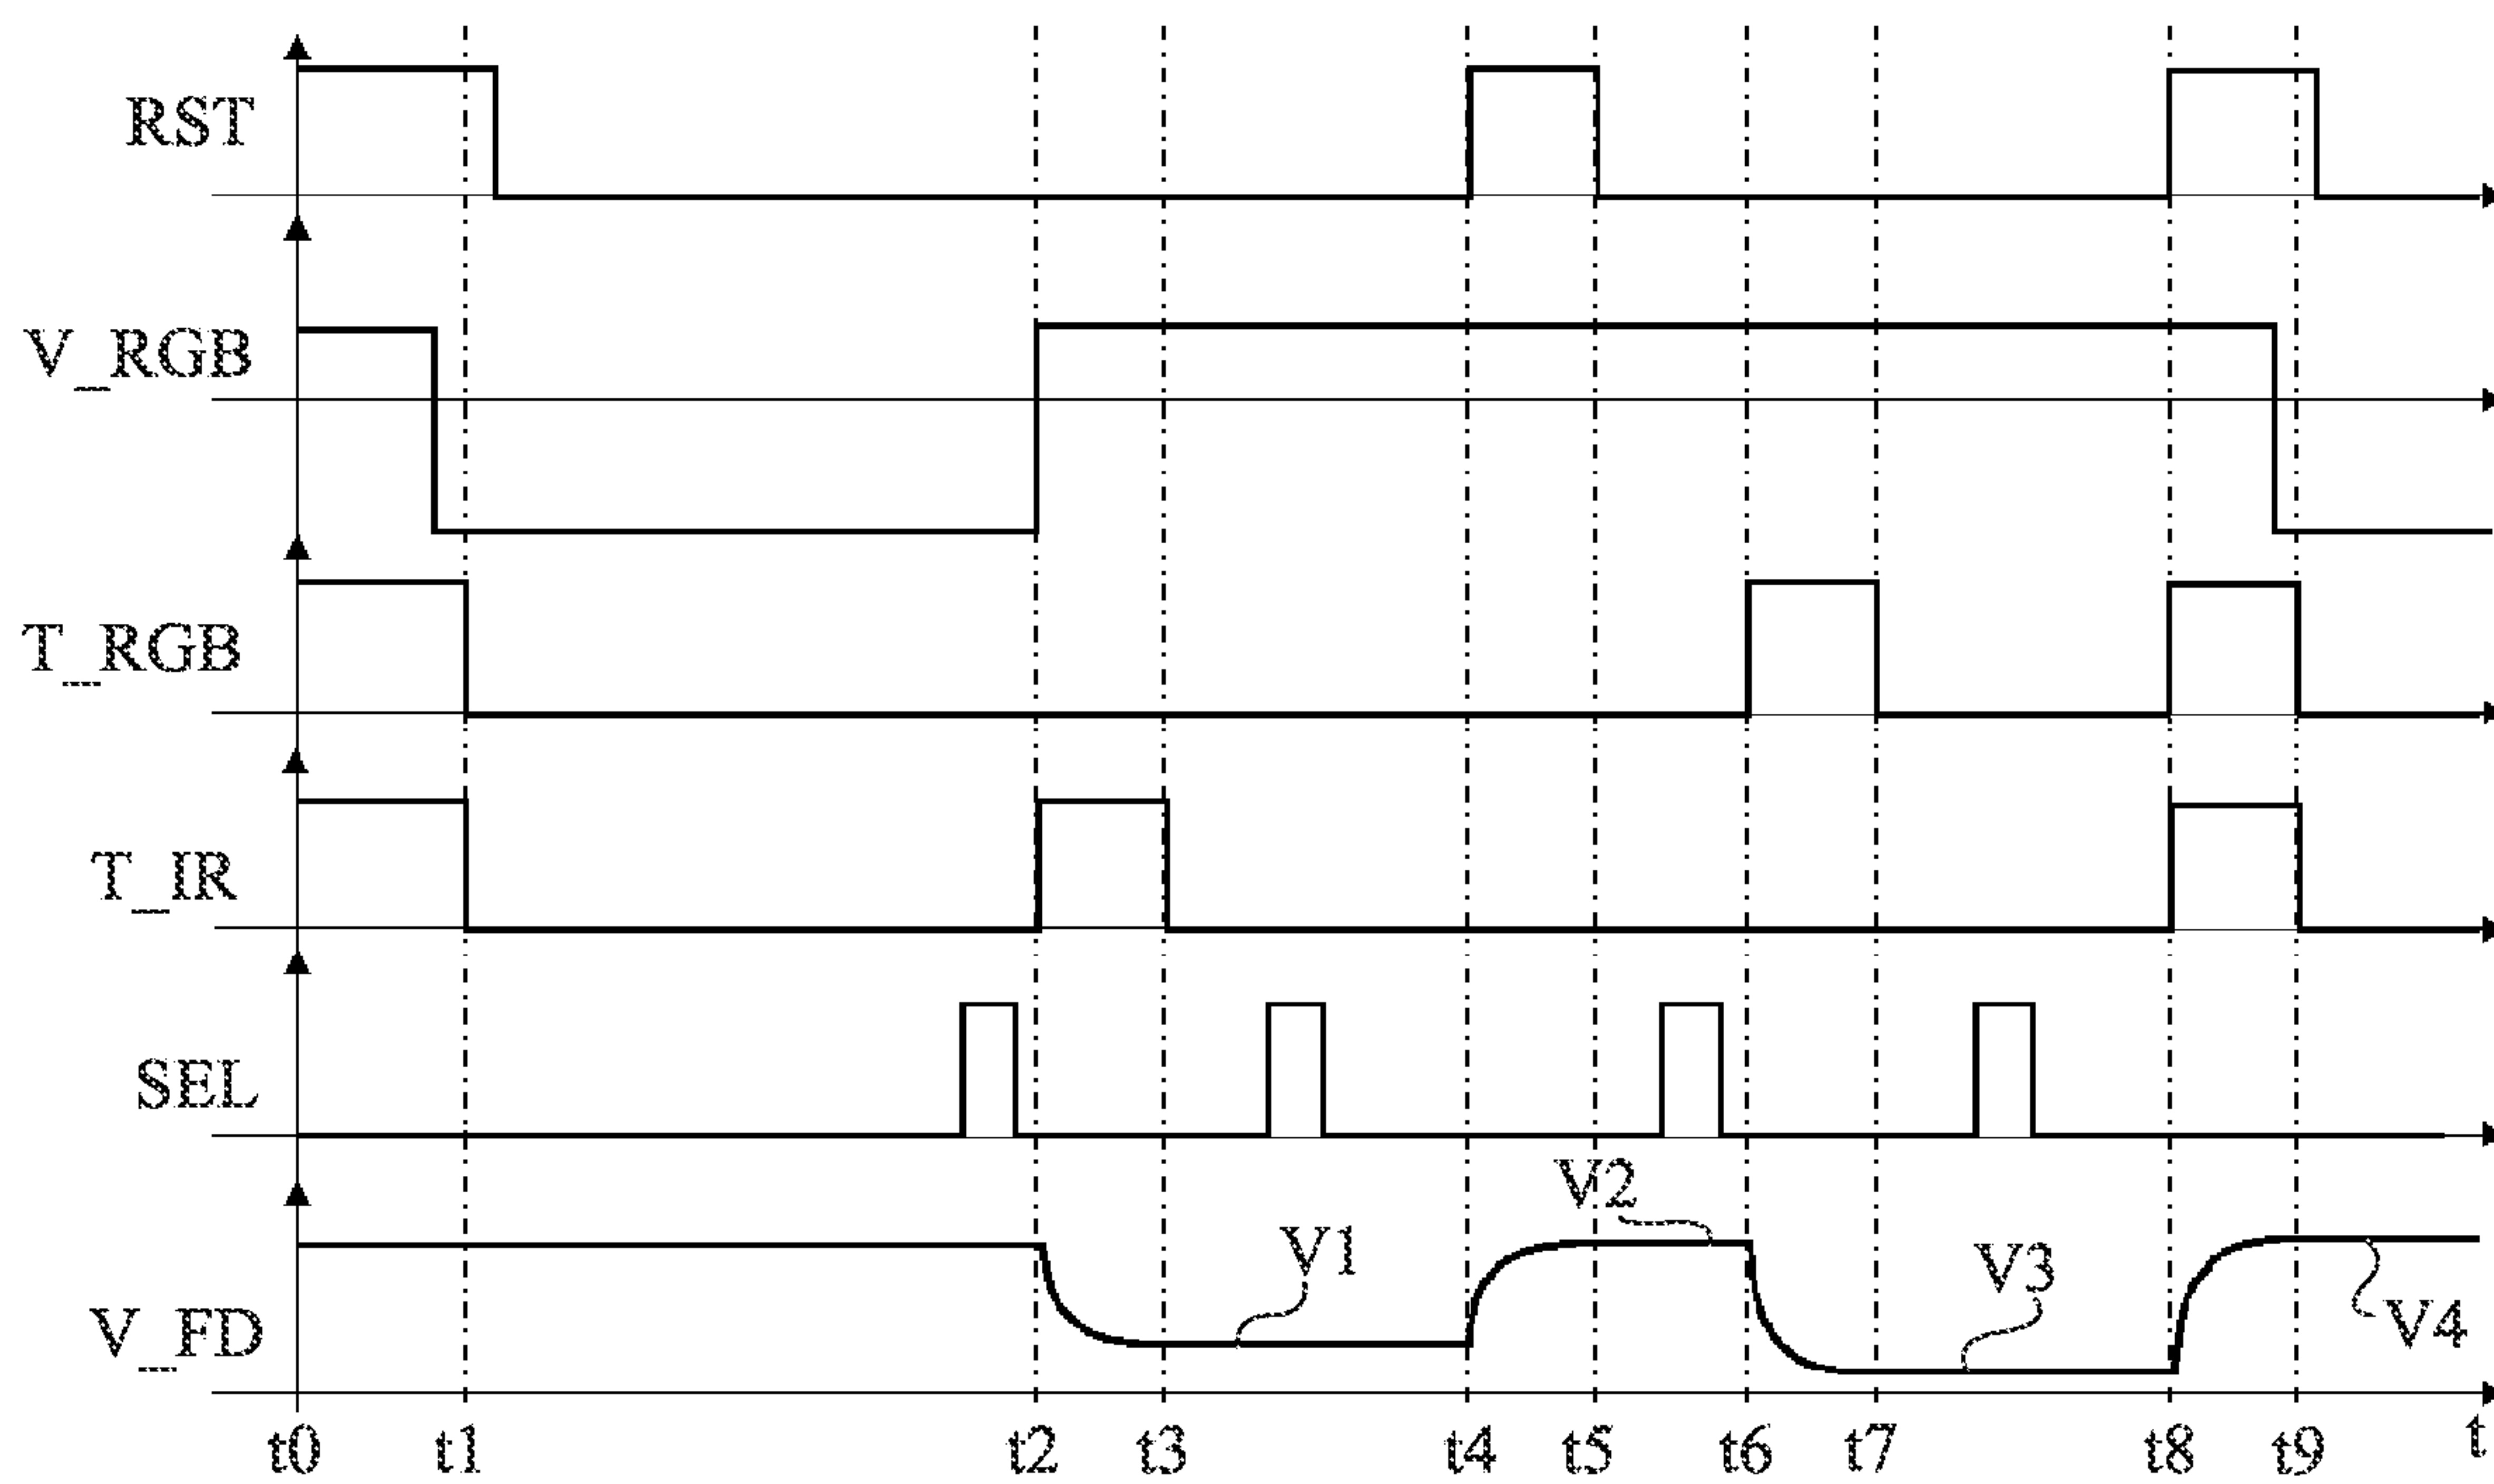 RST
V_RGB
T_RGB
T_IR
SEL
V2
V1
V3
V_FD
V4
t0 t1 t2 t3 t4 t5 t6 t7 t8 t9 t